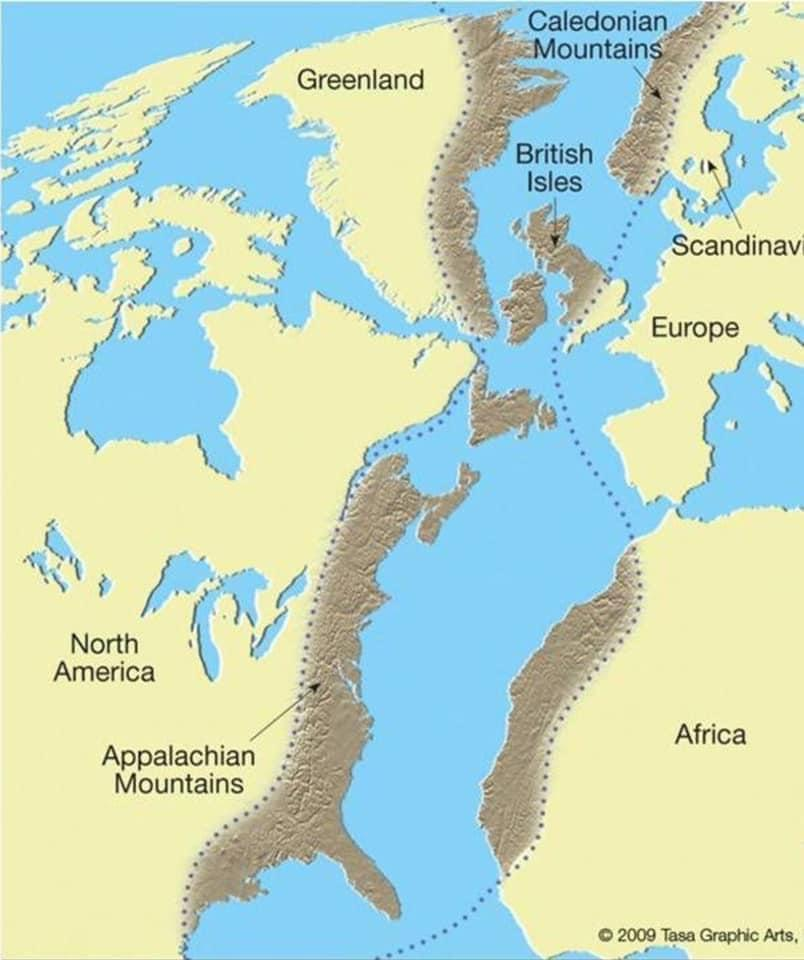 Caledonian
Mountains
Greenland
British
Isles
Scandinavi
Europe
North
America
Africa
Appalachian
Mountains
© 2009 Tasa Graphic Arts,